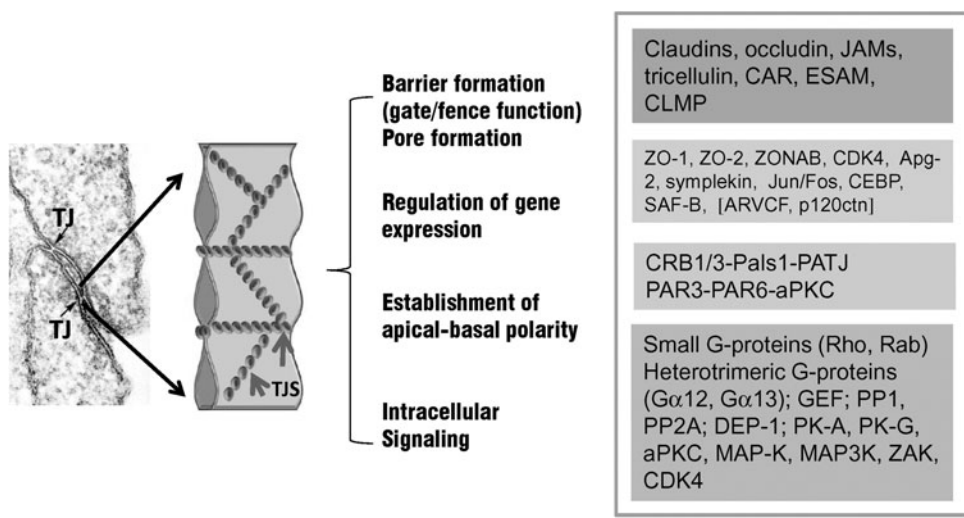 TJ
TJ
TJS
Barrier formation
(gate/fence function)
Pore formation
Regulation of gene
expression
Establishment of
apical-basal polarity
Intracellular
Signaling
Claudins, occludin, JAMs,
tricellulin, CAR, ESAM,
CLMP
ZO-1, ZO-2, ZONAB, CDK4, Apg-
2, symplekin, Jun/Fos, CEBP,
SAF-B, [ARVCF, p120ctn]
CRB1/3-Pals1-PATJ
PAR3-PAR6-aPKC
Small G-proteins (Rho, Rab)
Heterotrimeric G-proteins
(Gα12, Gα13); GEF; PP1,
PP2A; DEP-1; PK-A, PK-G,
aPKC, MAP-K, MAP3K, ZAK,
CDK4